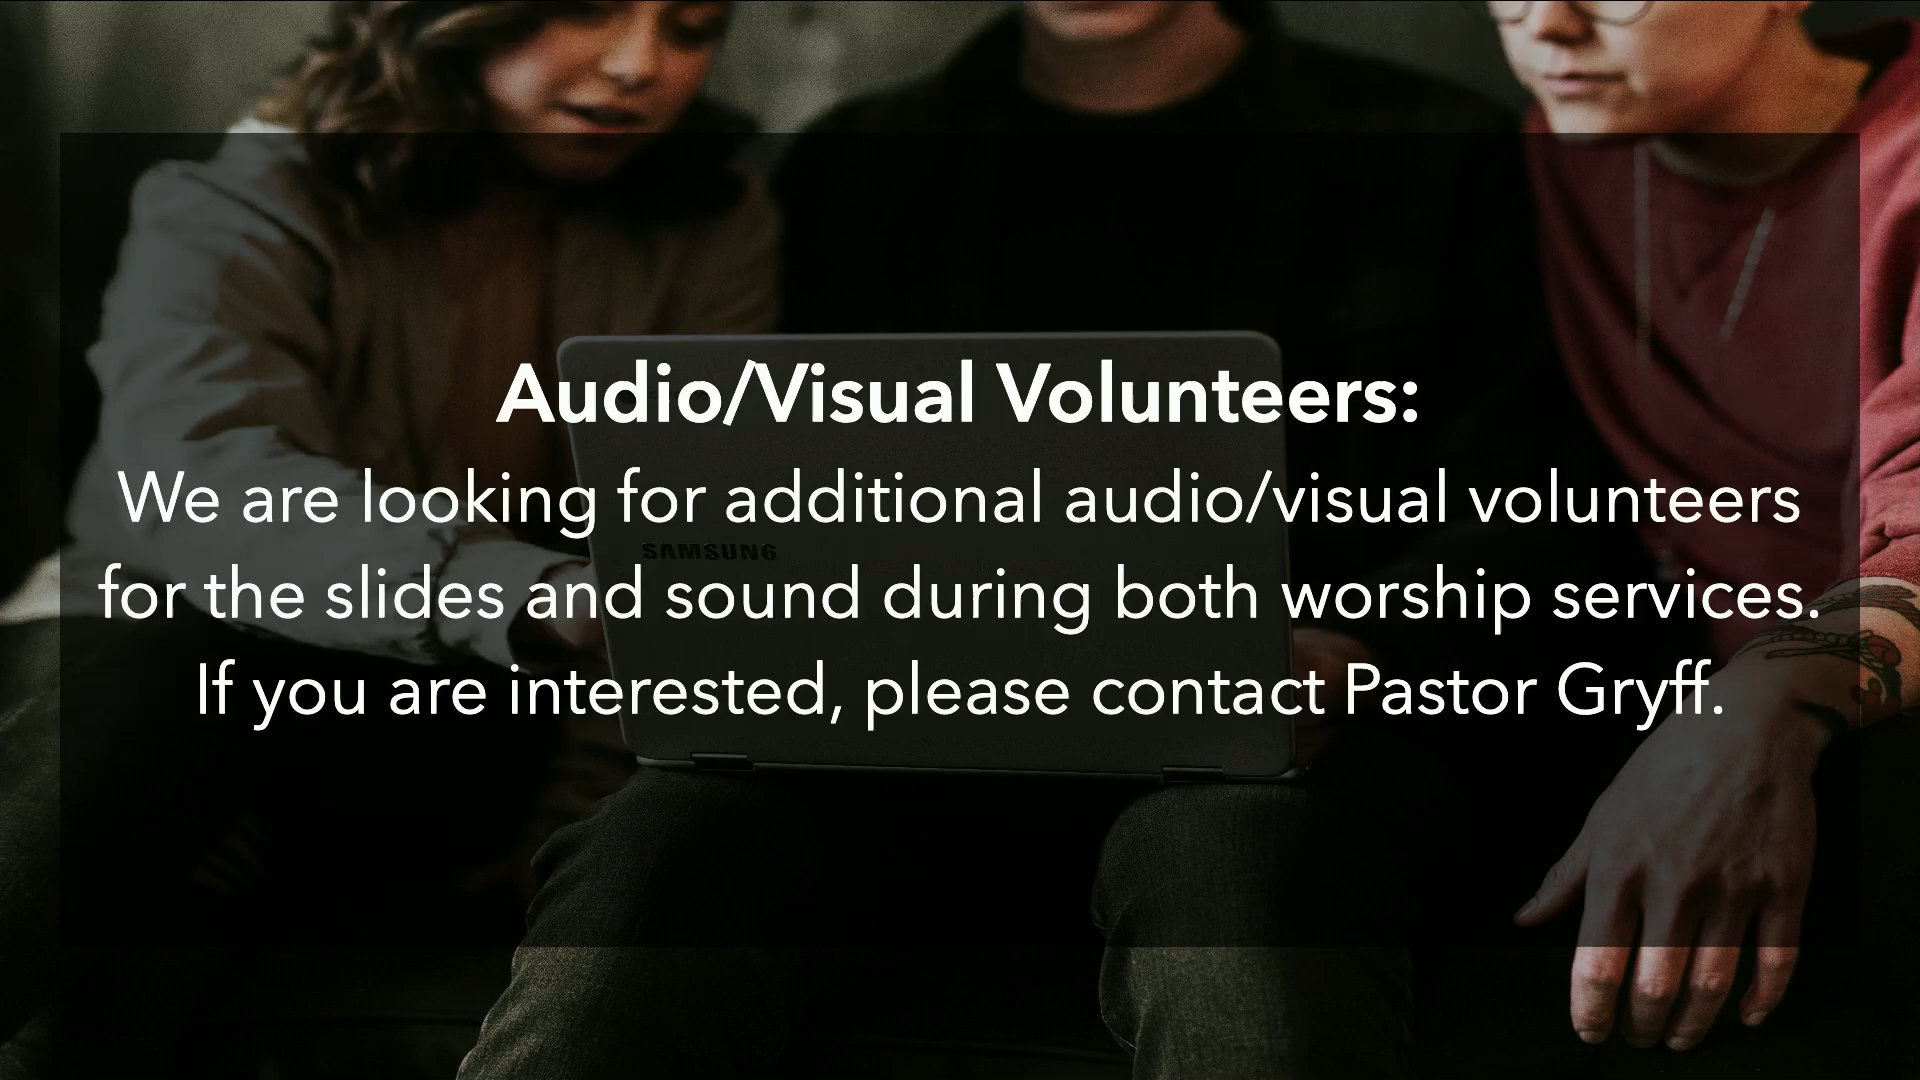 Audio/Visual Volunteers:
We are looking for additional audio/visual volunteers
SAMSUNG
for the slides and sound during both worship services.
If you are interested, please contact Pastor Gryff.